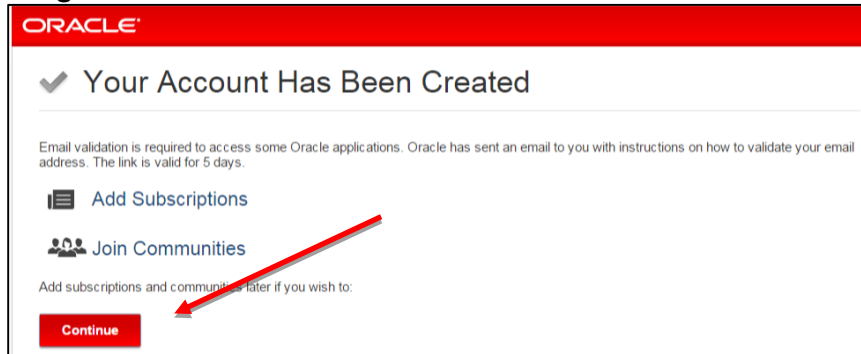 ORACLE
Your Account Has Been Created
Email validation is required to access some Oracle applications. Oracle has sent an email to you with instructions on how to validate your email
address. The link is valid for 5 days.
Add Subscriptions
Join Communities
Add subscriptions and communities later if you wish to:
Continue